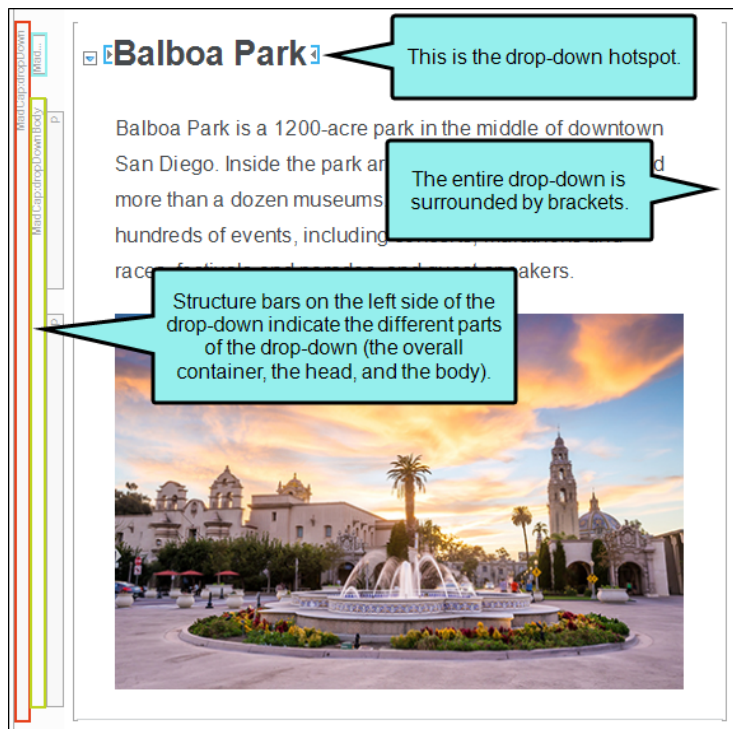 MadCap:dropDown
Mad...
MadCap:dropDownBody
p
Balboa Park
This is the drop-down hotspot.
Balboa Park is a 1200-acre park in the middle of downtown
San Diego. Inside the park
The entire drop-down is
surrounded by brackets.
more than a dozen museums
hundreds of events, including
races, festivals and parades, and guest speakers.
Structure bars on the left side of the
drop-down indicate the different parts
of the drop-down (the overall
container, the head, and the body).